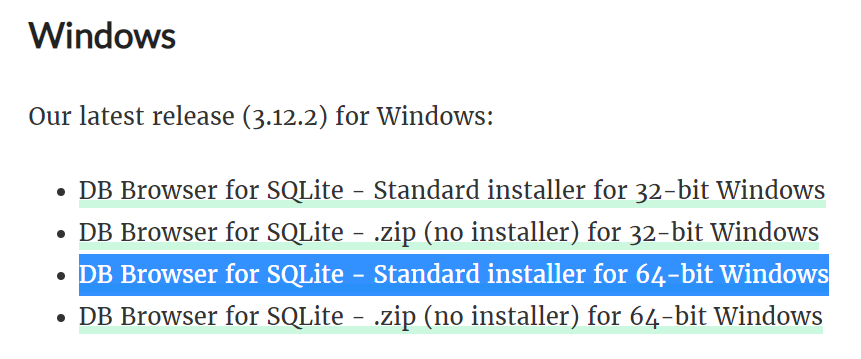 Windows
Our latest release (3.12.2) for Windows:
• DB Browser for SQLite - Standard installer for 32-bit Windows
• DB Browser for SQLite - .zip (no installer) for 32-bit Windows
• DB Browser for SQLite - Standard installer for 64-bit Windows
• DB Browser for SQLite - .zip (no installer) for 64-bit Windows